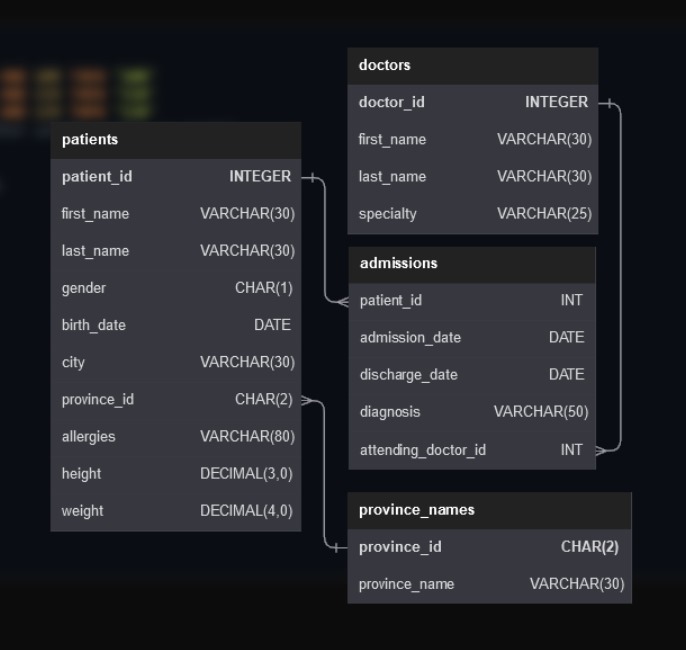 patients
patient_id INTEGER
first_name VARCHAR(30)
last_name VARCHAR(30)
gender CHAR(1)
birth_date DATE
city VARCHAR(30)
province_id CHAR(2)
allergies VARCHAR(80)
height DECIMAL(3,0)
weight DECIMAL(4,0)
doctors
doctor_id INTEGER
first_name VARCHAR(30)
last_name VARCHAR(30)
specialty VARCHAR(25)
admissions
patient_id INT
admission_date DATE
discharge_date DATE
diagnosis VARCHAR(50)
attending_doctor_id INT
province_names
province_id CHAR(2)
province_name VARCHAR(30)